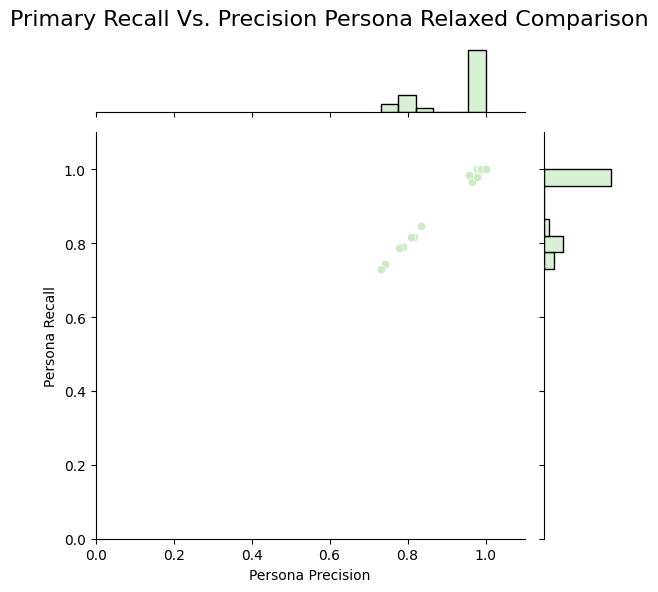 Primary Recall Vs. Precision Persona Relaxed Comparison
1.0
0.8
0.6
0.4
0.2
0.0
Persona Recall
0.0 0.2 0.4 0.6 0.8 1.0
Persona Precision